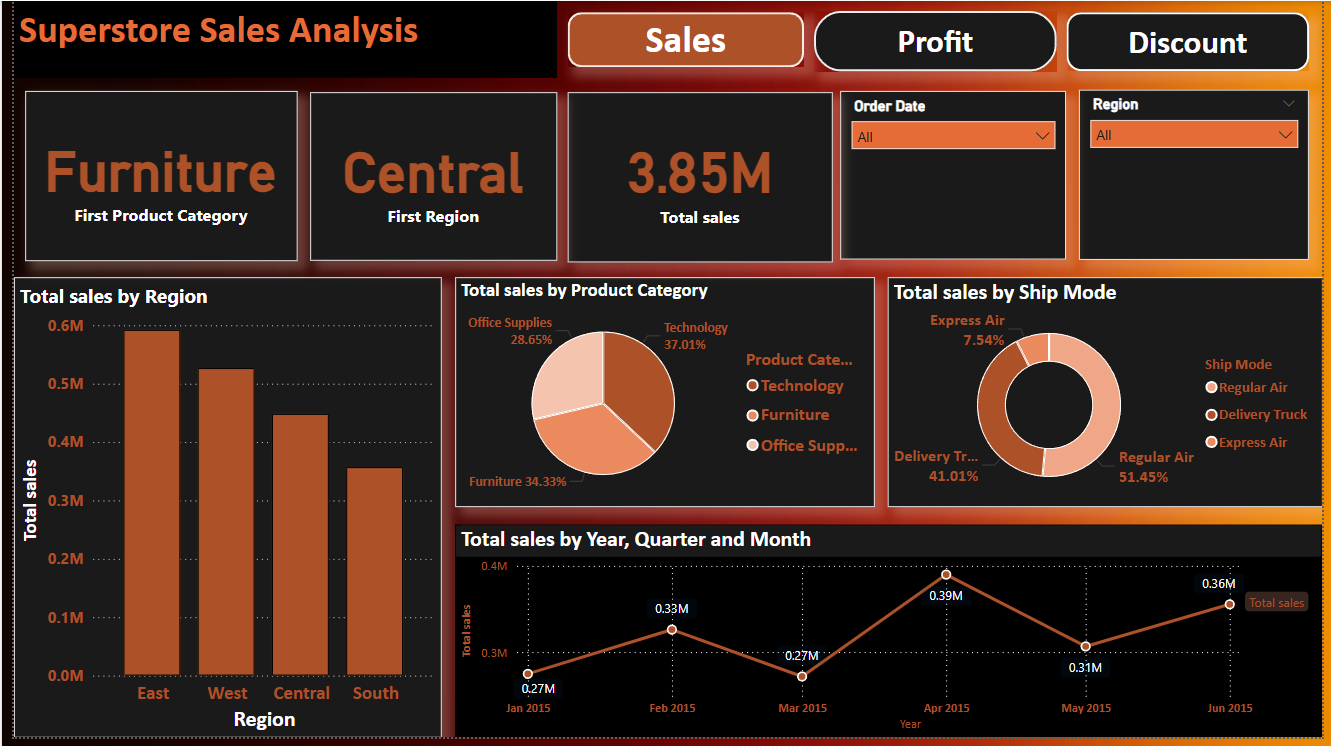 Superstore Sales Analysis
Sales
Profit
Discount
Furniture
First Product Category
Central
First Region
3.85M
Total sales
Order Date
All
Region
All
Total sales by Region
0.6M
0.5M
0.4M
0.3M
0.2M
0.1M
0.0M
Total sales
East West Central South
Region
Total sales by Product Category
Office Supplies
28.65%
Technology
37.01%
Furniture 34.33%
Product Cate...
Technology
Furniture
Office Supp...
Total sales by Ship Mode
Express Air
7.54%
Delivery Tr...
41.01%
Regular Air
51.45%
Ship Mode
Regular Air
Delivery Truck
Express Air
Total sales by Year, Quarter and Month
0.4M
0.3M
Total sales
0.27M
0.33M
0.27M
0.39M
0.31M
0.36M
Total sales
Jan 2015 Feb 2015 Mar 2015 Apr 2015 May 2015 Jun 2015
Year